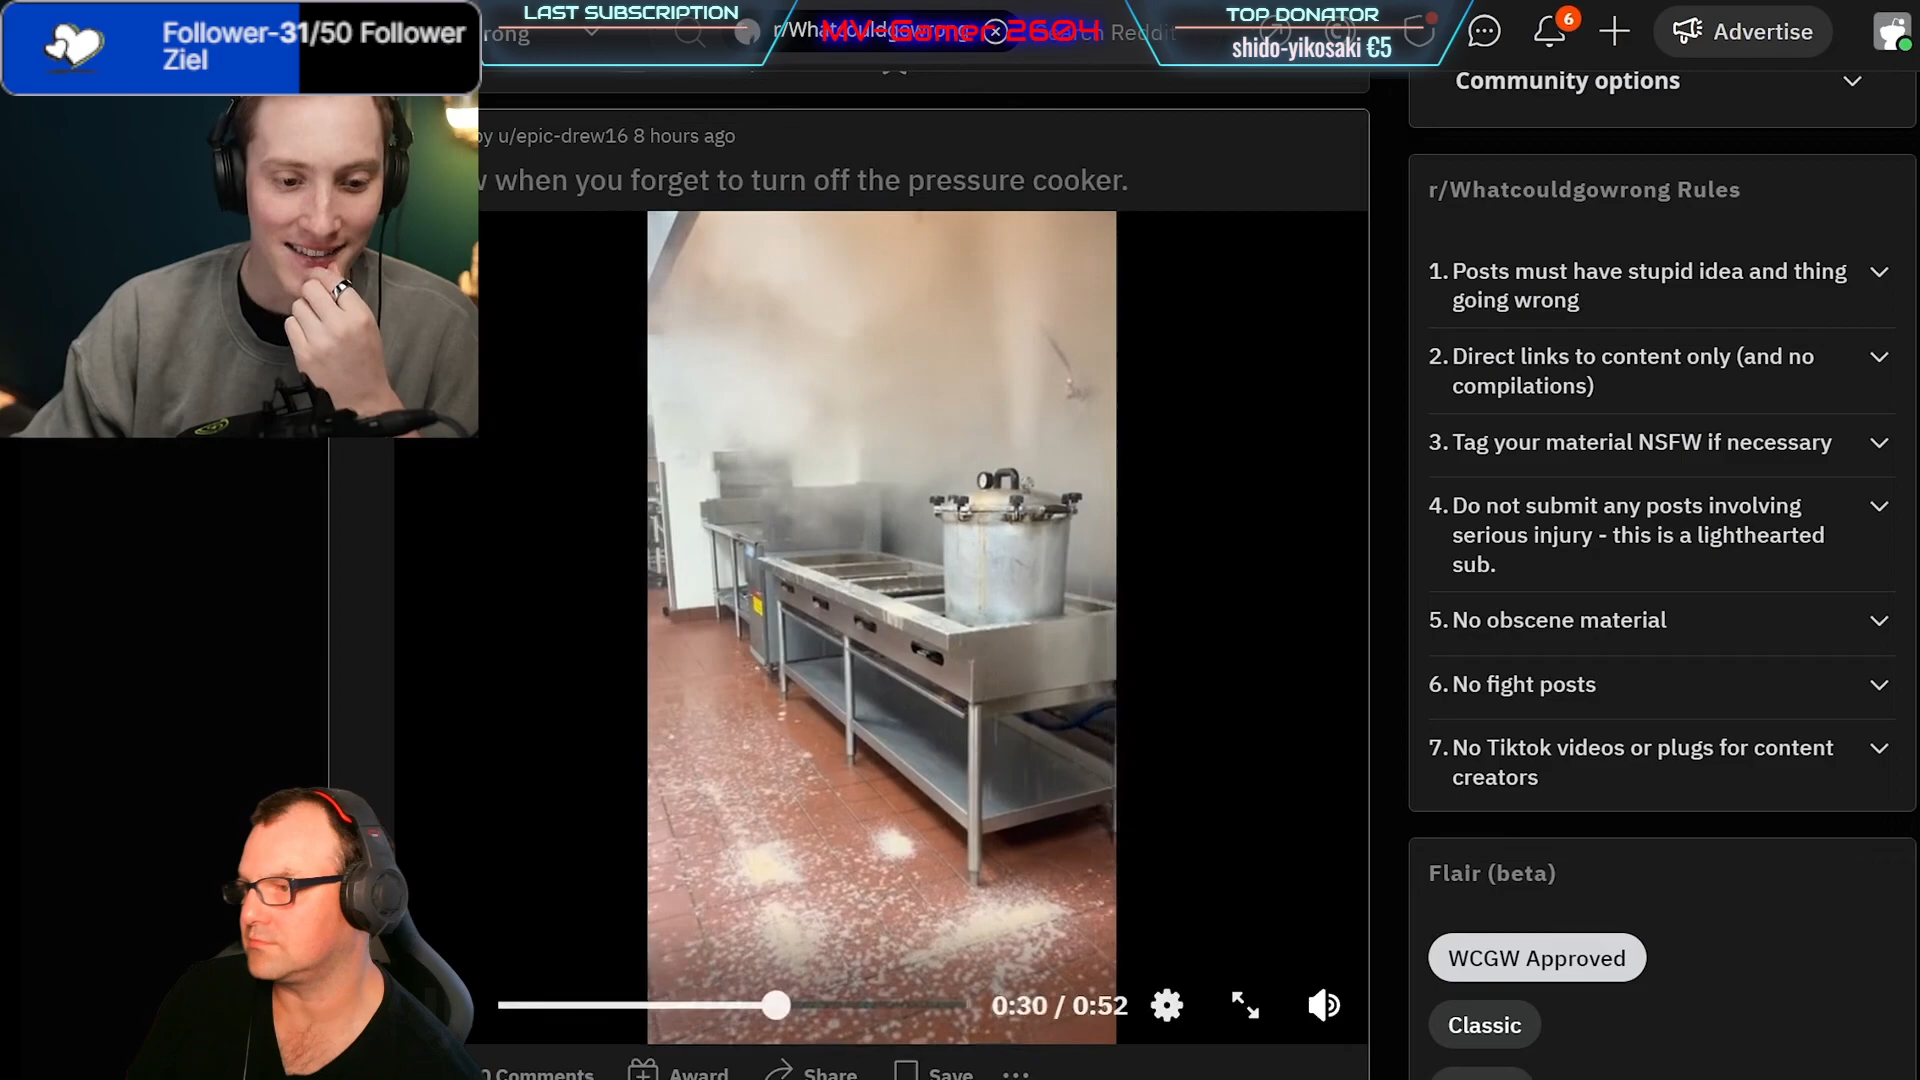 Follower-31/50 Follower
Ziel
LAST SUBSCRIPTION
MV-Gamer-2604
r/Whatcouldgowrong
TOP DONATOR
shido-yikosaki €5
6
Advertise
by u/epic-drew16 8 hours ago
when you forget to turn off the pressure cooker.
0:30 / 0:52
Comments
Award
Share
Save
Community options
r/Whatcouldgowrong Rules
1. Posts must have stupid idea and thing
going wrong
2. Direct links to content only (and no
compilations)
3. Tag your material NSFW if necessary
4. Do not submit any posts involving
serious injury - this is a lighthearted
sub.
5. No obscene material
6. No fight posts
7. No Tiktok videos or plugs for content
creators
Flair (beta)
WCGW Approved
Classic